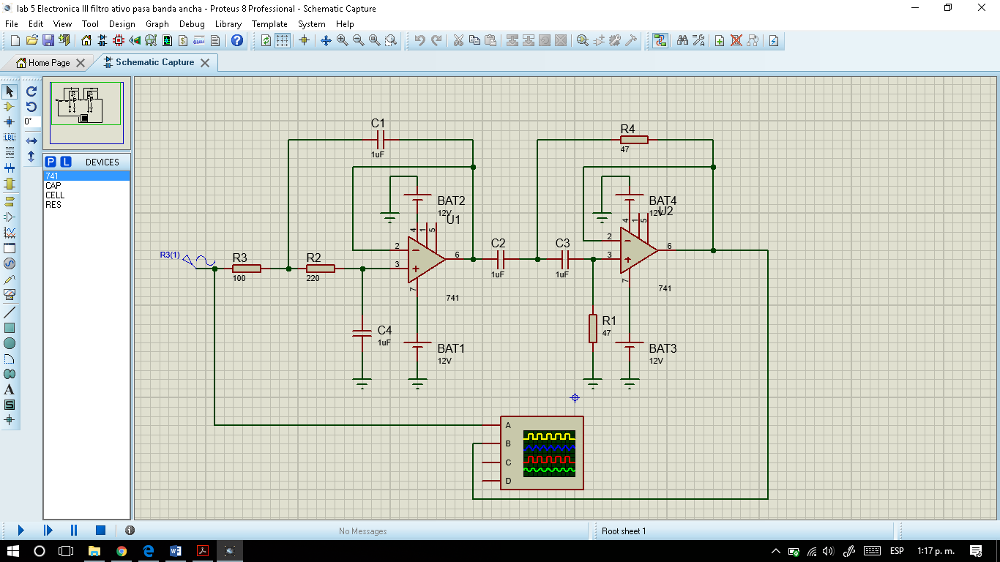 lab 5 Electronica III filtro ativo pasa banda ancha - Proteus 8 Professional - Schematic Capture
File Edit View Tool Design Graph Debug Library Template System Help
Home Page
Schematic Capture
0°
LBL
P L DEVICES
741
CAP
CELL
RES
A
S
C1
1uF
R4
47
BAT2
12V
U1
4 1 5
2
3
6
7
741
BAT4
12V
U2
4 1 5
2
3
6
7
741
R3(1)
R3
100
R2
220
C2
1uF
C3
1uF
C4
1uF
BAT1
12V
R1
47
BAT3
12V
A
B
C
D
No Messages
Root sheet 1
ESP
1:17 p. m.